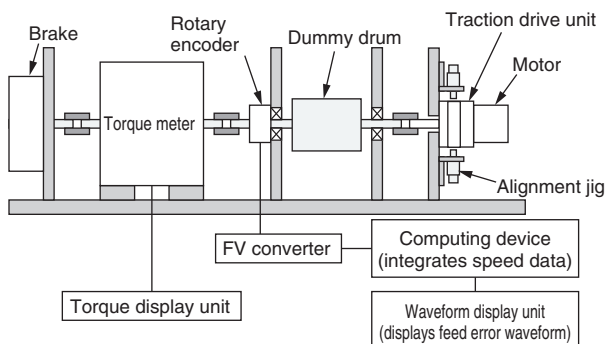 Brake
Rotary
encoder
Dummy drum
Traction drive unit
Motor
Torque meter
Alignment jig
FV converter
Computing device
(integrates speed data)
Torque display unit
Waveform display unit
(displays feed error waveform)